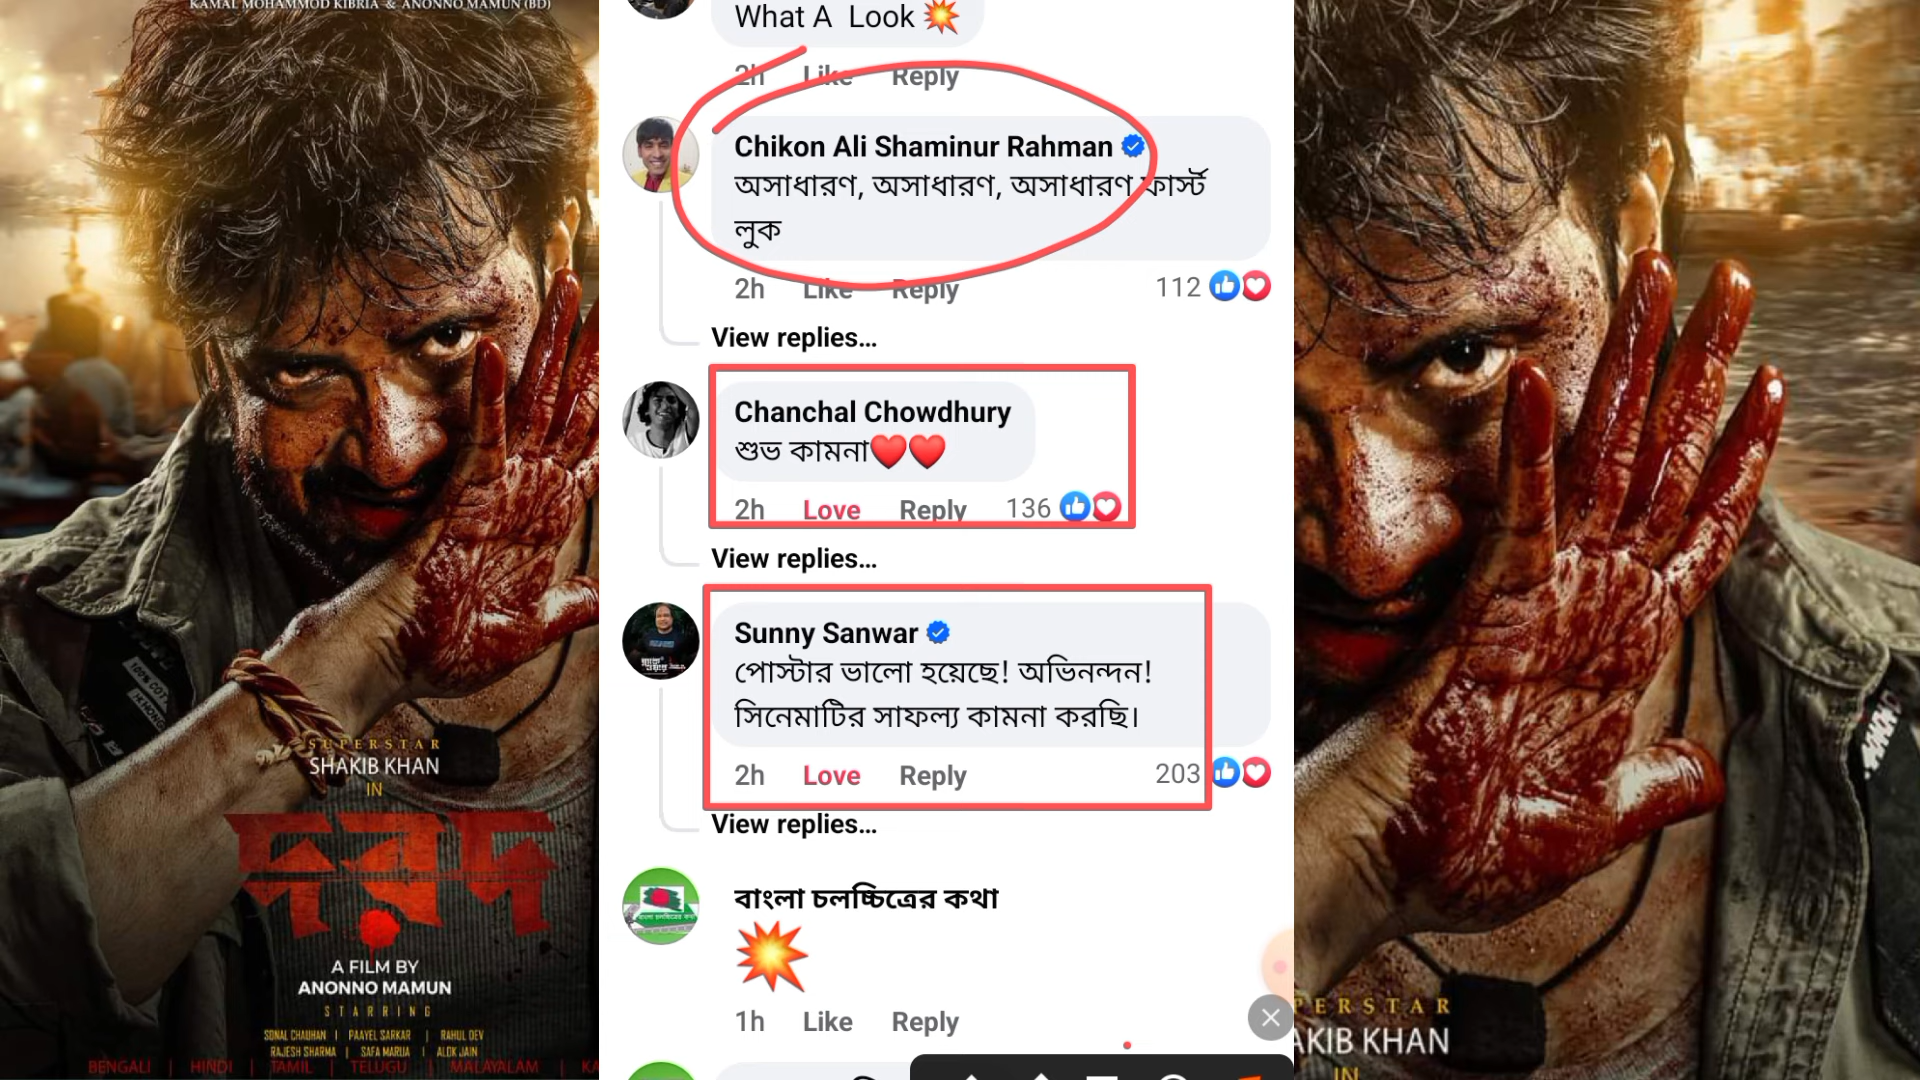 KAMAL MOHAMMOD KIBRIA & ANONNO MAMUN (BD)
SUPERSTAR
SHAKIB KHAN
IN
দরদ
A FILM BY
ANONNO MAMUN
STARRING
SONAL CHAUHAN | PAAYEL SARKAR | RAHUL DEV
RAJESH SHARMA | SAFA MARUA | ALOK JAIN
BENGALI | HINDI | TAMIL | TELUGU | MALAYALAM | KA
What A Look 💥
2h Like Reply
Chikon Ali Shaminur Rahman
অসাধারণ, অসাধারণ, অসাধারণ ফার্স্ট
লুক
2h Like Reply 112
View replies...
Chanchal Chowdhury
শুভ কামনা❤️❤️
2h Love Reply 136
View replies...
Sunny Sanwar
পোস্টার ভালো হয়েছে! অভিনন্দন!
সিনেমাটির সাফল্য কামনা করছি।
2h Love Reply 203
View replies...
বাংলা চলচ্চিত্রের কথা
💥
1h Like Reply
PERSTAR
AKIB KHAN
IN